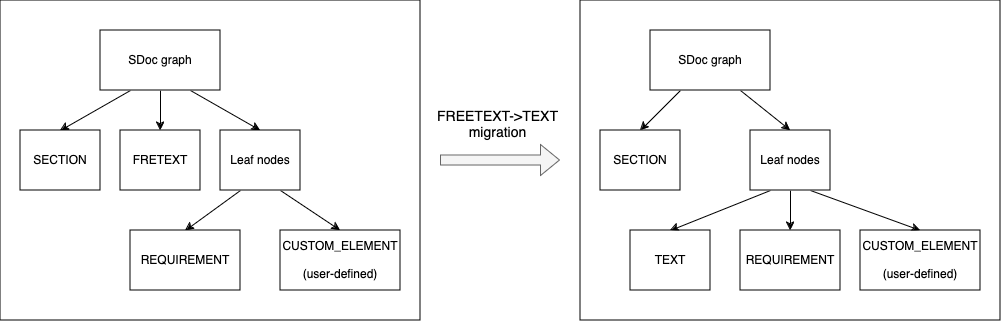 SDoc graph
SECTION
FRETEXT
Leaf nodes
REQUIREMENT
CUSTOM_ELEMENT
(user-defined)
FREETEXT->TEXT
migration
SDoc graph
SECTION
Leaf nodes
TEXT
REQUIREMENT
CUSTOM_ELEMENT
(user-defined)